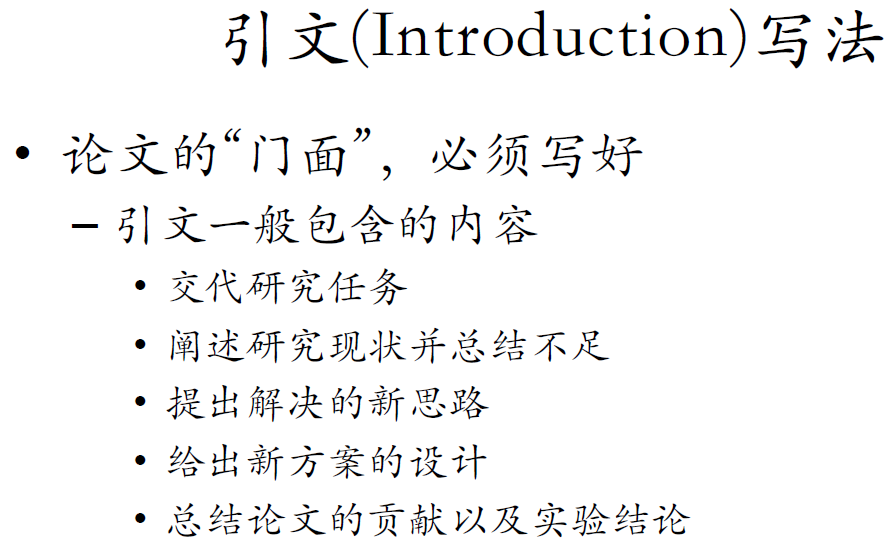 引文(Introduction)写法
• 论文的“门面”，必须写好
– 引文一般包含的内容
• 交代研究任务
• 阐述研究现状并总结不足
• 提出解决的新思路
• 给出新方案的设计
• 总结论文的贡献以及实验结论